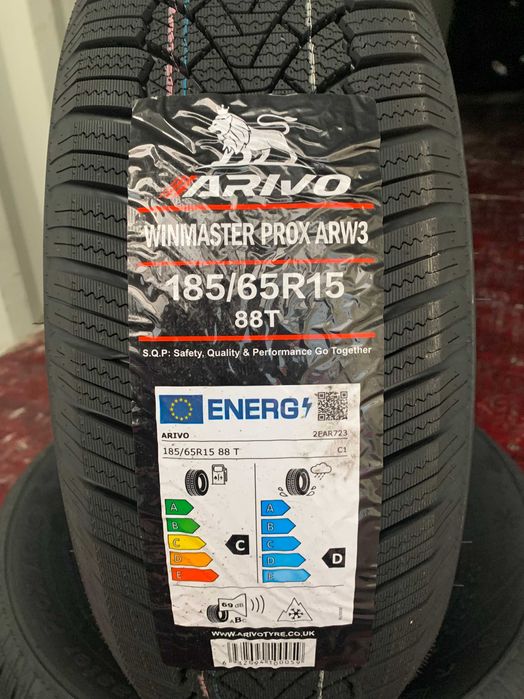 ARIVO
WINMASTER PROX ARW3
185/65R15
88T
S.Q.P: Safety, Quality & Performance Go Together
ENERG
ARIVO 2EAR723
185/65R15 88 T C1
A A
B B
C C C
D D D
E
69 dB
ABC
WWW.ARIVOTYRE.CO.UK